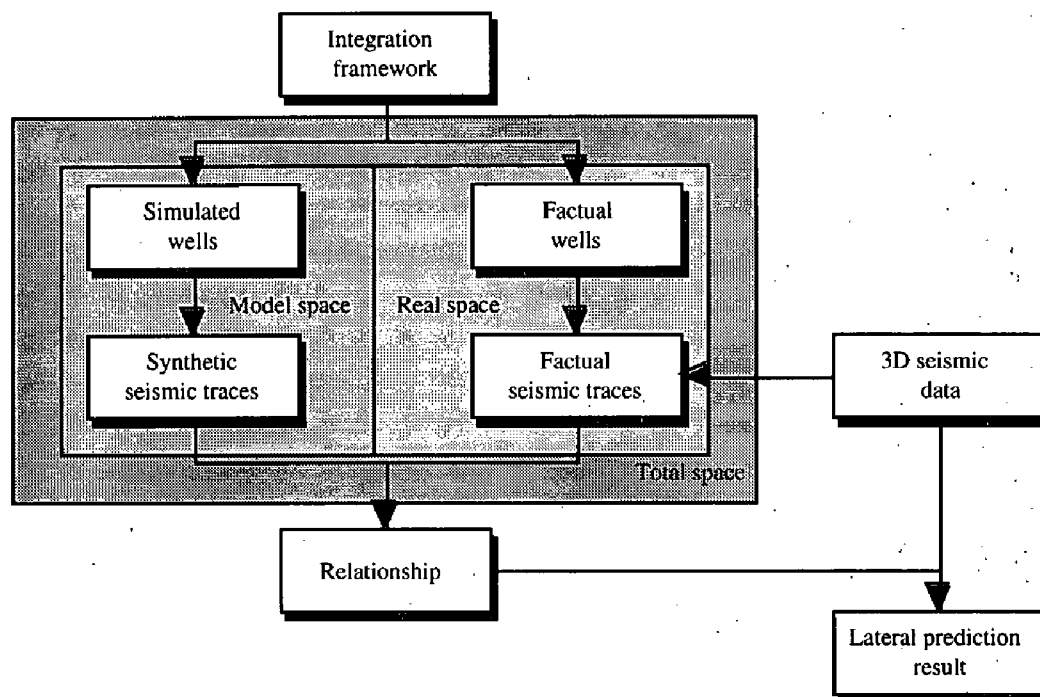 Integration
framework
Simulated
wells
Factual
wells
Model space
Real space
Synthetic
seismic traces
Factual
seismic traces
3D seismic
data
Total space
Relationship
Lateral prediction
result